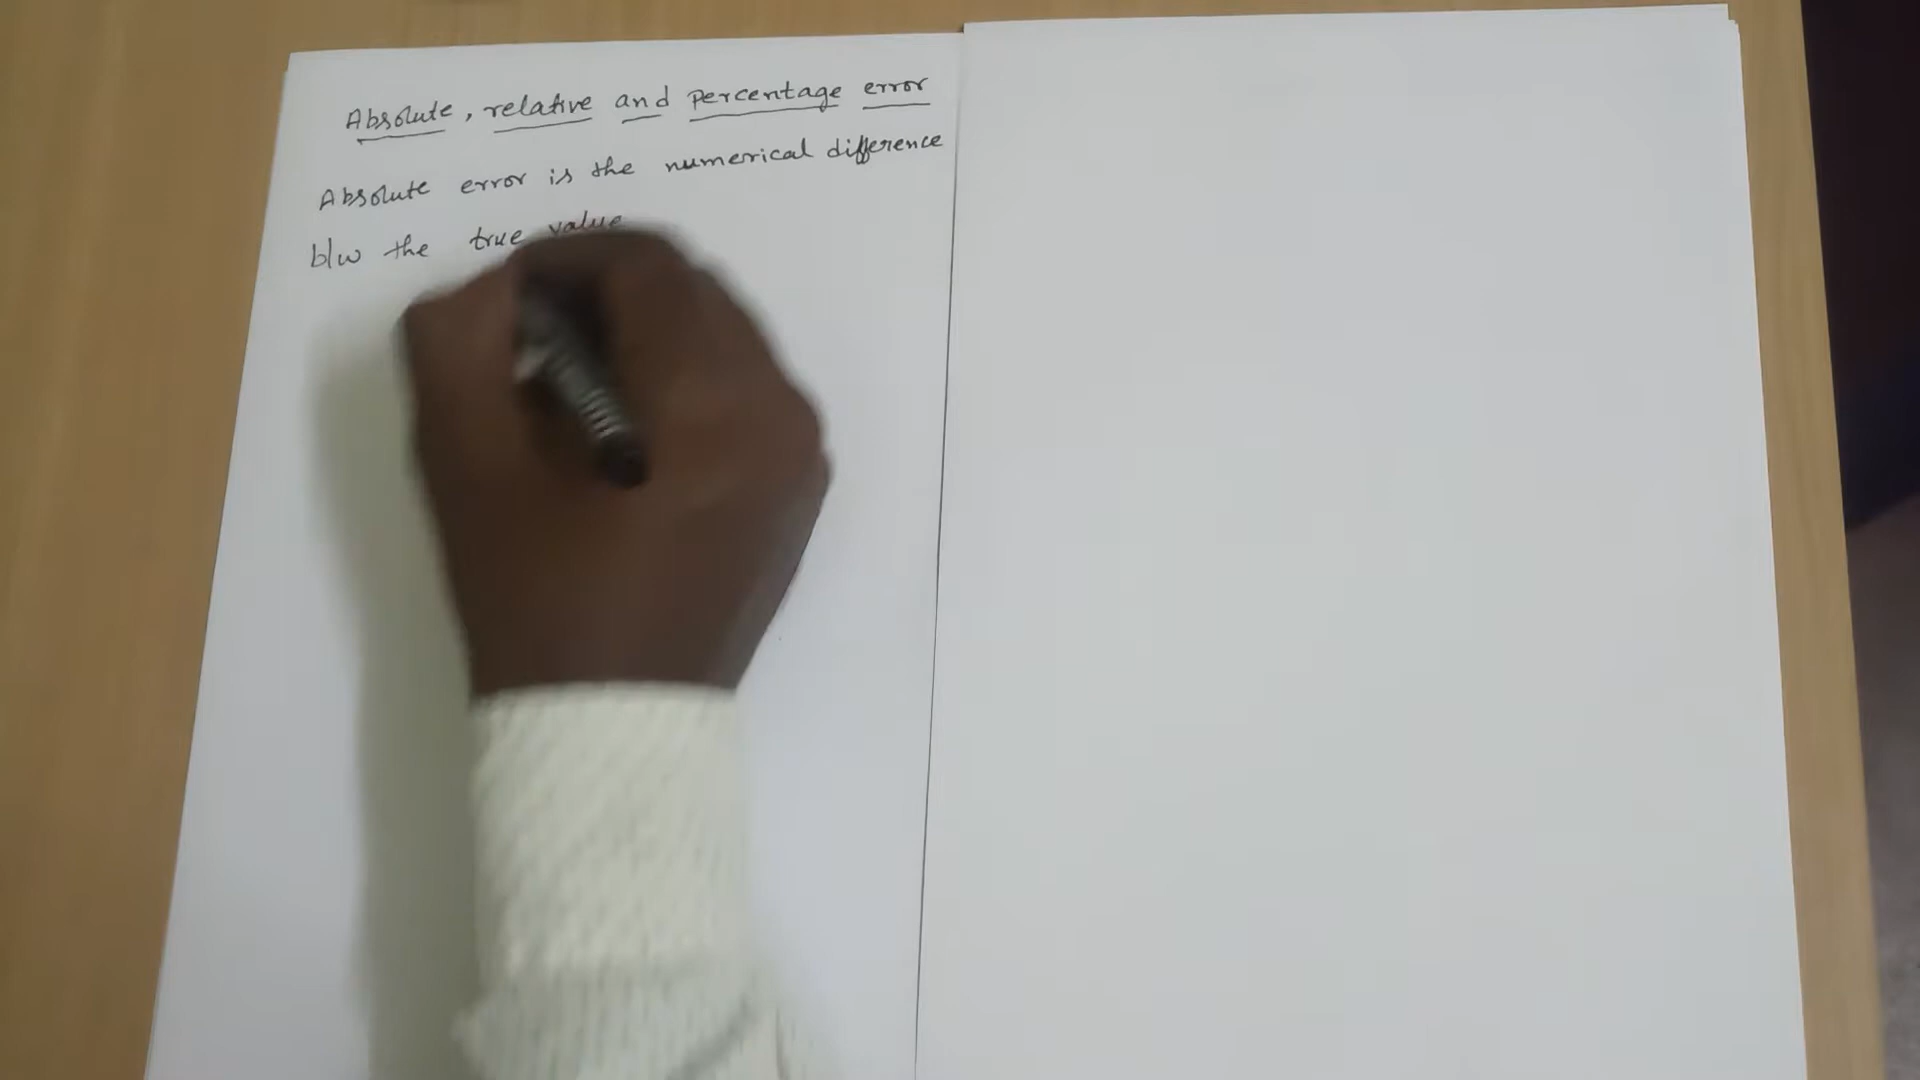 Absolute, relative and percentage error
Absolute error is the numerical difference
b/w the true value